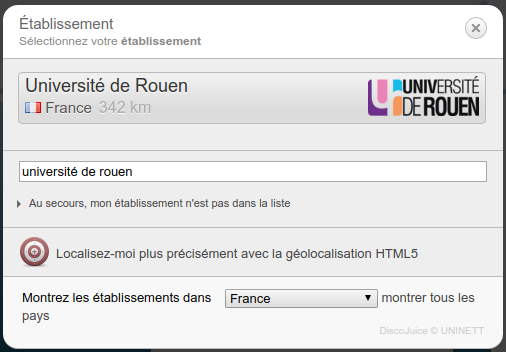 Établissement
Sélectionnez votre établissement
Université de Rouen
France 342 km
UNIVERSITÉ
DE ROUEN
université de rouen
Au secours, mon établissement n'est pas dans la liste
Localisez-moi plus précisément avec la géolocalisation HTML5
Montrez les établissements dans France montrer tous les
pays
DiscoJuice © UNINETT